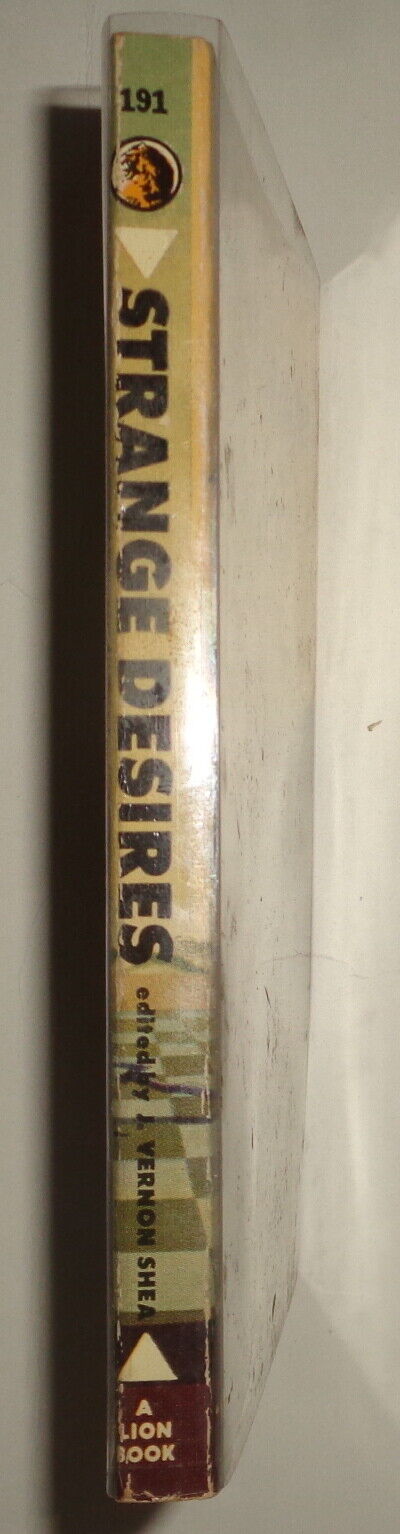 191
STRANGE DESIRES
edited by J. VERNON SHEA
A
LION
BOOK